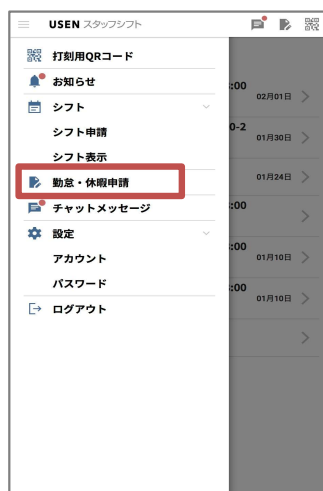 USEN スタッフシフト
打刻用QRコード
お知らせ
:00
02月01日
シフト
0-2
シフト申請
01月30日
シフト表示
勤怠・休暇申請
01月24日
チャットメッセージ
:00
設定
:00
アカウント
01月10日
パスワード
:00
01月10日
ログアウト